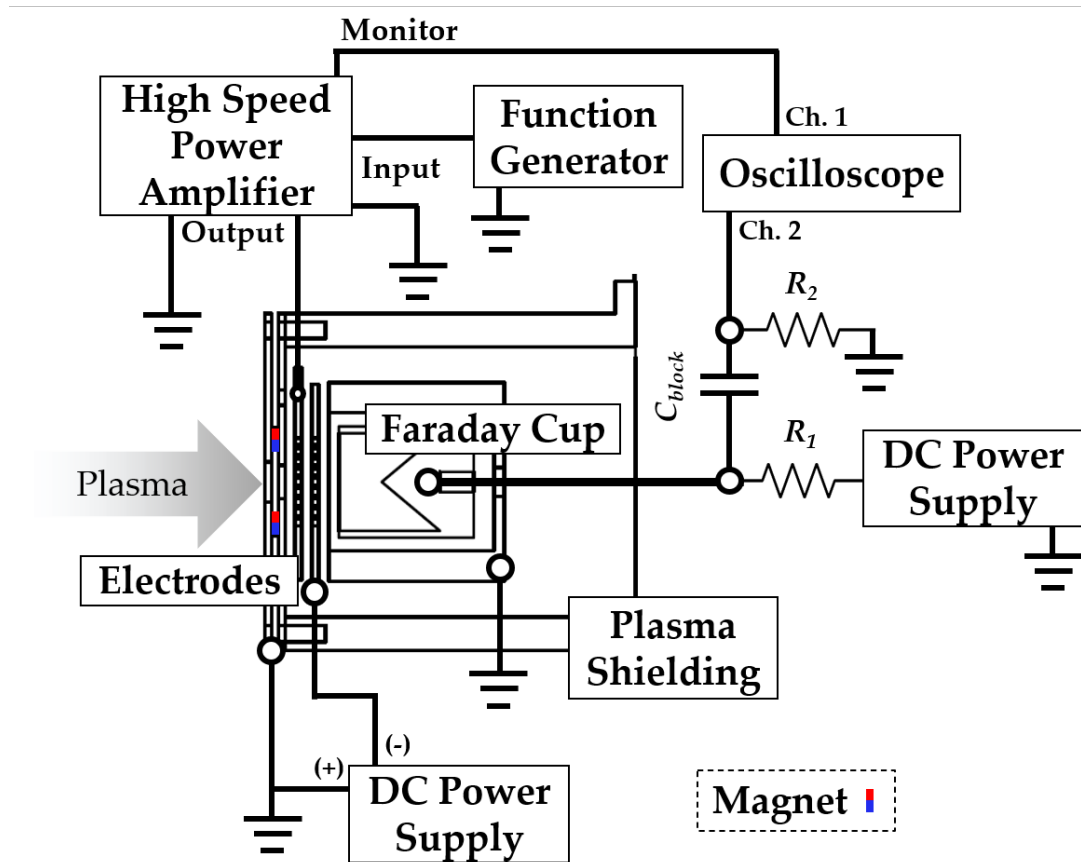 Monitor
High Speed
Power
Amplifier
Function
Generator
Ch. 1
Input
Oscilloscope
Output
Ch. 2
R2
Cblock
Faraday Cup
R1
DC Power
Supply
Plasma
Electrodes
Plasma
Shielding
(-)
(+)
DC Power
Supply
Magnet